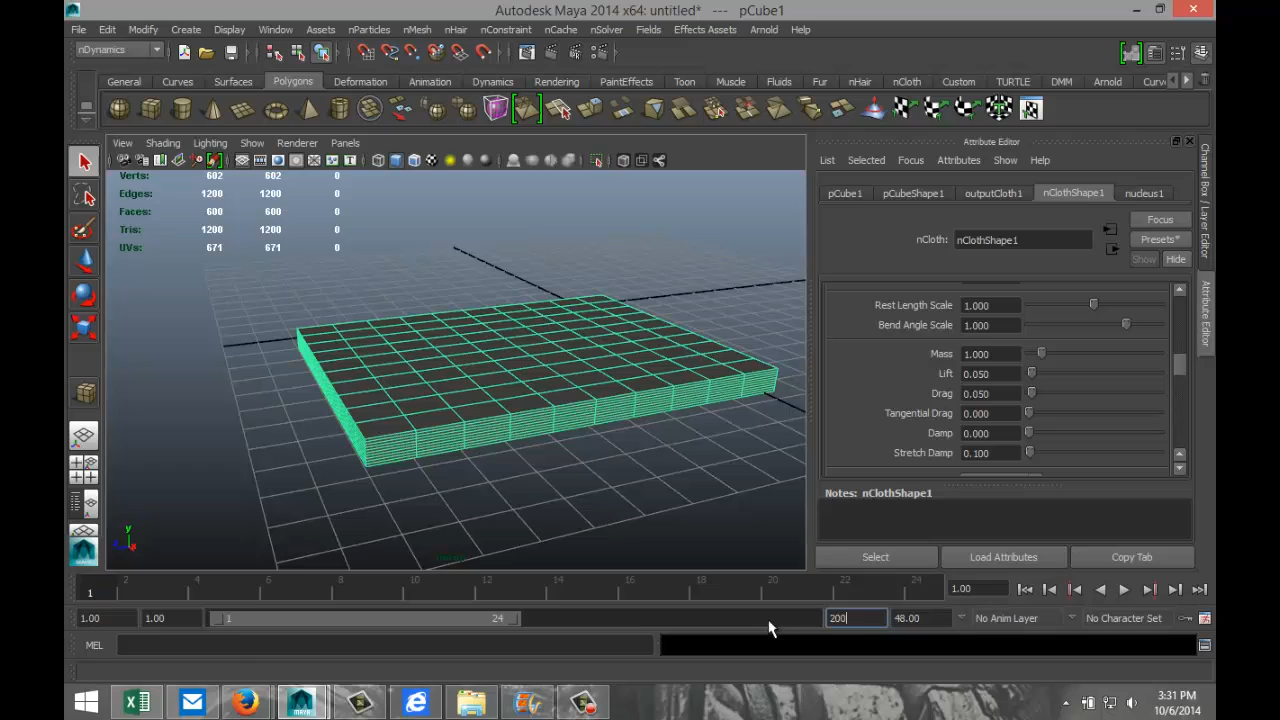 Autodesk Maya 2014 x64: untitled* --- pCube1
File Edit Modify Create Display Window Assets nParticles nMesh nHair nConstraint nCache nSolver Fields Effects Assets Arnold Help
nDynamics
General Curves Surfaces Polygons Deformation Animation Dynamics Rendering PaintEffects Toon Muscle Fluids Fur nHair nCloth Custom TURTLE DMM Arnold Curv
View Shading Lighting Show Renderer Panels
Verts: 602 602 0
Edges: 1200 1200 0
Faces: 600 600 0
Tris: 1200 1200 0
UVs: 671 671 0
y
Attribute Editor
List Selected Focus Attributes Show Help
pCube1 pCubeShape1 outputCloth1 nClothShape1 nucleus1
Focus
nCloth: nClothShape1 Presets*
Show Hide
Rest Length Scale 1.000
Bend Angle Scale 1.000
Mass 1.000
Lift 0.050
Drag 0.050
Tangential Drag 0.000
Damp 0.000
Stretch Damp 0.100
Notes: nClothShape1
Select Load Attributes Copy Tab
Channel Box / Layer Editor
Attribute Editor
1 2 4 6 8 10 12 14 16 18 20 22 24 1.00
1.00 1.00 1 24 200 48.00 No Anim Layer No Character Set
MEL
MAYA
3:31 PM
10/6/2014